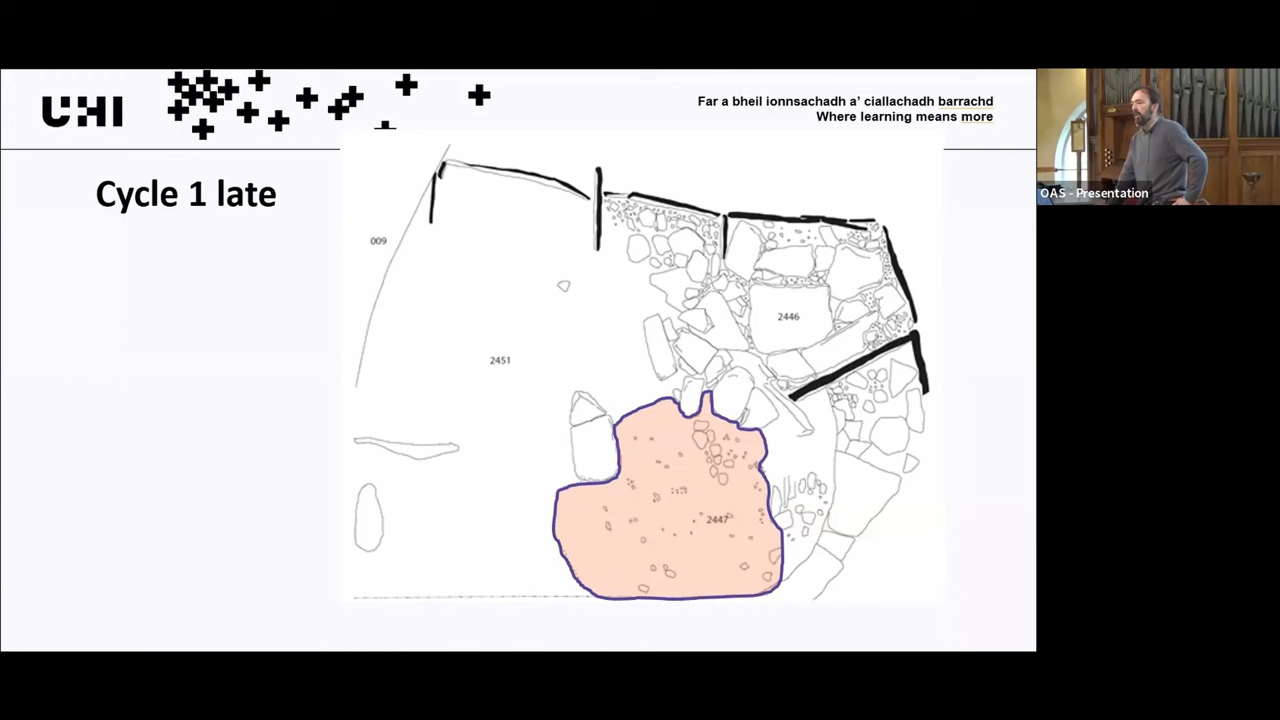 UHI
Far a bheil ionnsachadh a’ ciallachadh barrachd
Where learning means more
Cycle 1 late
009
2451
2446
2447
OAS - Presentation